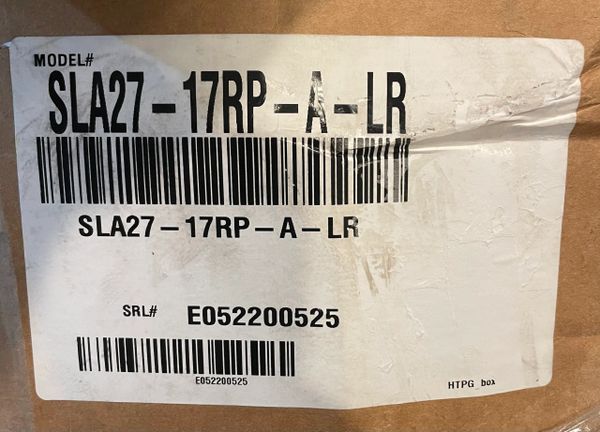 MODEL#
SLA27-17RP-A-LR
SLA27-17RP-A-LR
SRL# E052200525
E052200525
HTPG_box